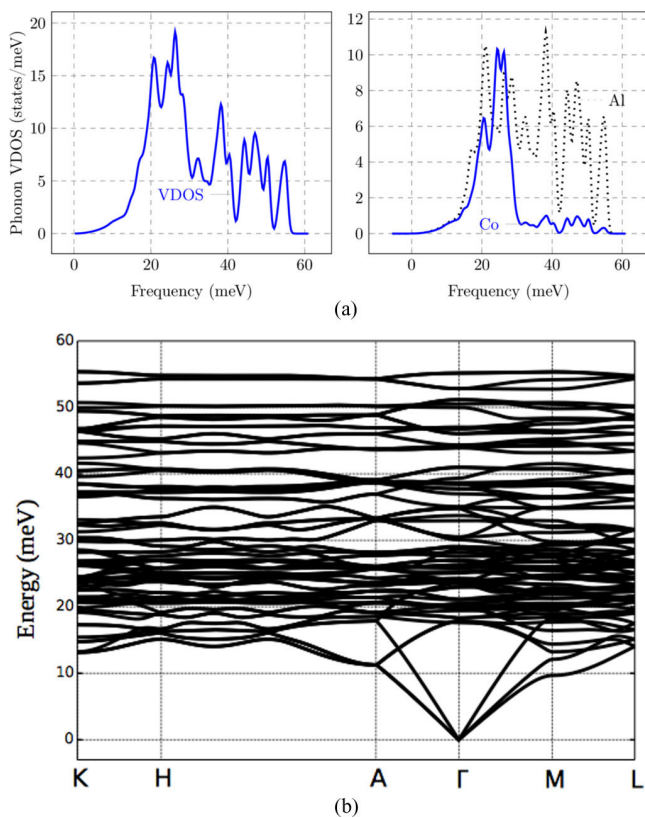 Phonon VDOS (states/meV)
20
15
10
5
0
VDOS
0 20 40 60
Frequency (meV)
12
10
8
6
4
2
0
Al
Co
0 20 40 60
Frequency (meV)
(a)
Energy (meV)
60
50
40
30
20
10
0
K H A Γ M L
(b)